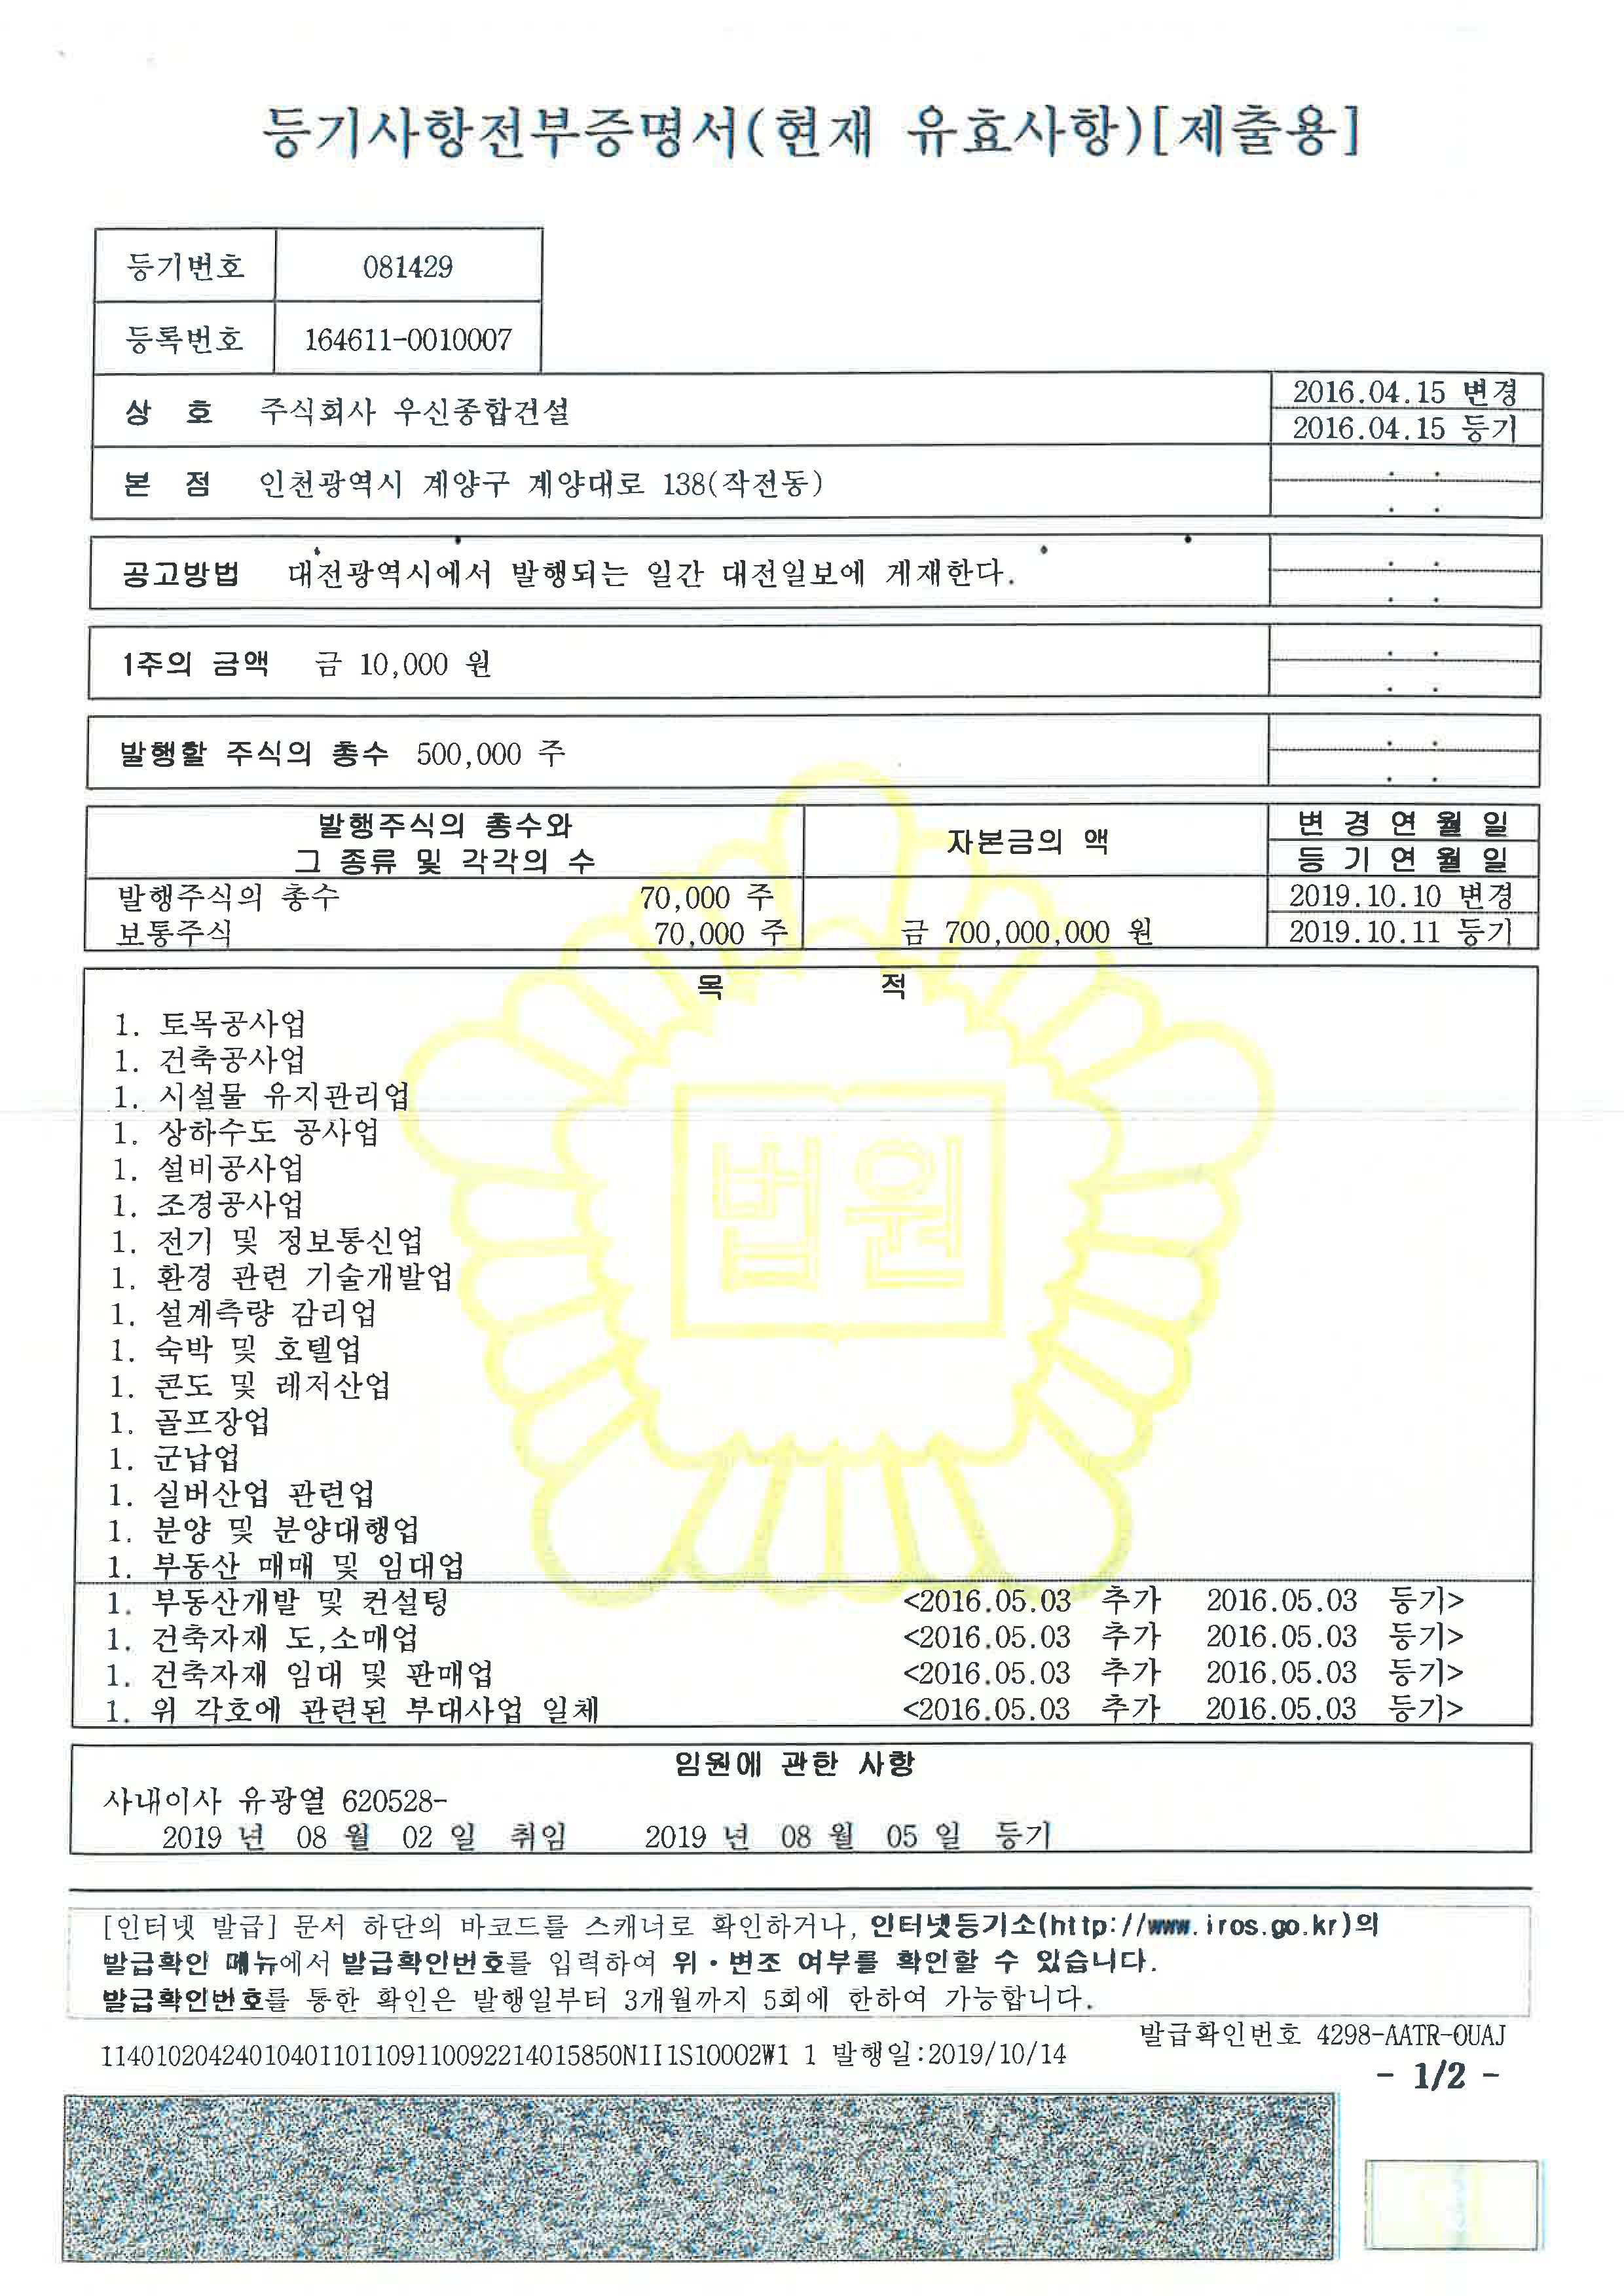 등기사항전부증명서(현재 유효사항)[제출용]
등기번호 081429
등록번호 164611-0010007
상 호 주식회사 우신종합건설 2016.04.15 변경
2016.04.15 등기
본 점 인천광역시 계양구 계양대로 138(작전동) . .
. .
공고방법 대전광역시에서 발행되는 일간 대전일보에 게재한다. . .
. .
1주의 금액 금 10,000 원 . .
. .
발행할 주식의 총수 500,000 주 . .
. .
발행주식의 총수와
그 종류 및 각각의 수
자본금의 액
변 경 연 월 일
등 기 연 월 일
발행주식의 총수 70,000 주 2019.10.10 변경
보통주식 70,000 주 금 700,000,000 원 2019.10.11 등기
목 적
1. 토목공사업
1. 건축공사업
1. 시설물 유지관리업
1. 상하수도 공사업
1. 설비공사업
1. 조경공사업
1. 전기 및 정보통신업
1. 환경 관련 기술개발업
1. 설계측량 감리업
1. 숙박 및 호텔업
1. 콘도 및 레저산업
1. 골프장업
1. 군납업
1. 실버산업 관련업
1. 분양 및 분양대행업
1. 부동산 매매 및 임대업
1. 부동산개발 및 컨설팅 <2016.05.03 추가 2016.05.03 등기>
1. 건축자재 도,소매업 <2016.05.03 추가 2016.05.03 등기>
1. 건축자재 임대 및 판매업 <2016.05.03 추가 2016.05.03 등기>
1. 위 각호에 관련된 부대사업 일체 <2016.05.03 추가 2016.05.03 등기>
법원
임원에 관한 사항
사내이사 유광열 620528-
2019 년 08 월 02 일 취임 2019 년 08 월 05 일 등기
[인터넷 발급] 문서 하단의 바코드를 스캐너로 확인하거나, 인터넷등기소(http://www.iros.go.kr)의
발급확인 메뉴에서 발급확인번호를 입력하여 위·변조 여부를 확인할 수 있습니다.
발급확인번호를 통한 확인은 발행일부터 3개월까지 5회에 한하여 가능합니다.
발급확인번호 4298-AATR-OUAJ
1140102042401040110110911009221401585​0NII1S10002W1 1 발행일:2019/10/14
- 1/2 -